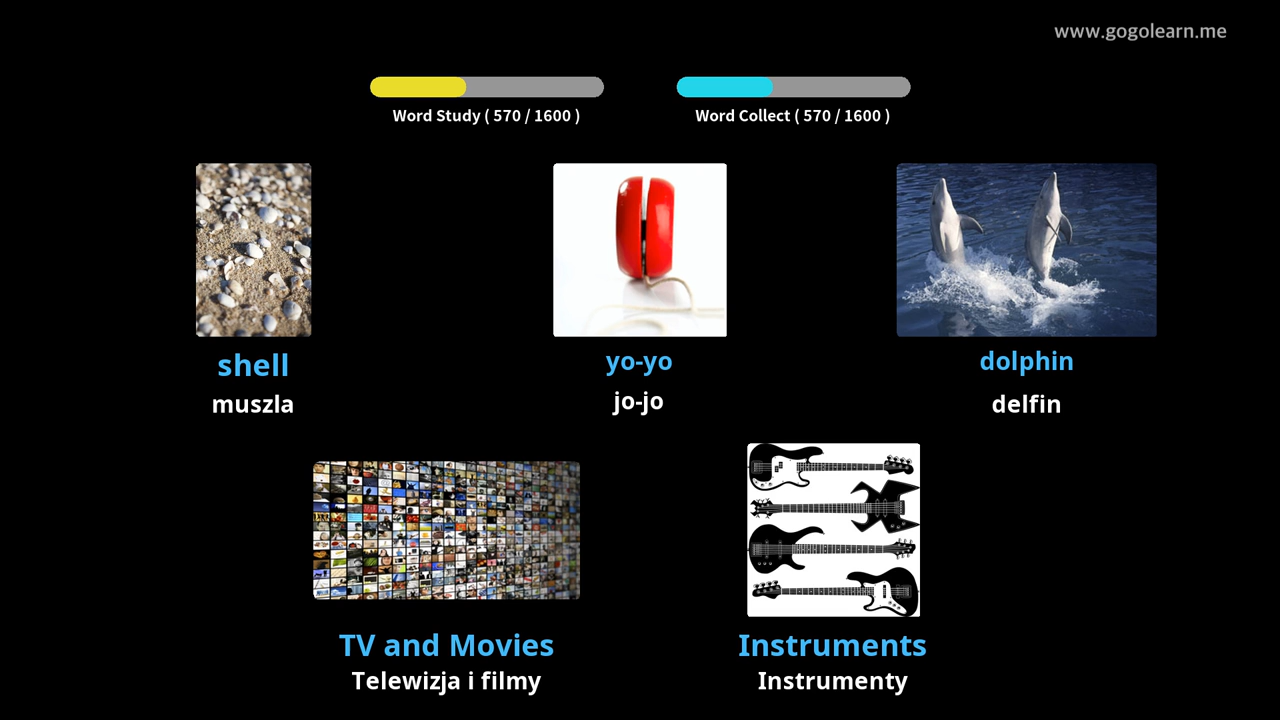 www.gogolearn.me
Word Study ( 570 / 1600 )
Word Collect ( 570 / 1600 )
shell
muszla
yo-yo
jo-jo
dolphin
delfin
TV and Movies
Telewizja i filmy
Instruments
Instrumenty